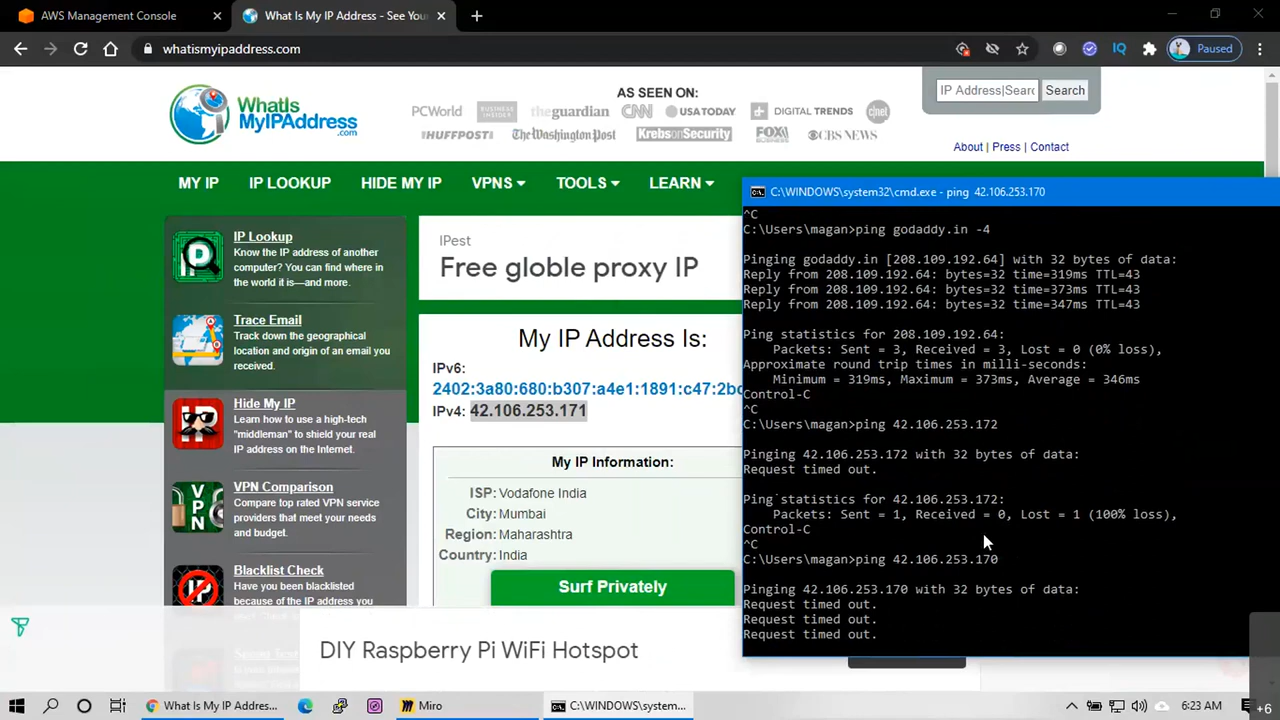 AWS Management Console
What Is My IP Address - See You
whatismyipaddress.com
IQ
Paused
WhatIs
MyIPAddress
.com
AS SEEN ON:
PCWorld
BUSINESS
INSIDER
theguardian
CNN
USA TODAY
DIGITAL TRENDS
c|net
HUFFPOST
The Washington Post
KrebsonSecurity
FOX
BUSINESS
CBS NEWS
IP Address|Searc
Search
About | Press | Contact
MY IP
IP LOOKUP
HIDE MY IP
VPNS
TOOLS
LEARN
IP Lookup
Know the IP address of another
computer? You can find where in
the world it is—and more.
Trace Email
Track down the geographical
location and origin of an email you
received.
Hide My IP
Learn how to use a high-tech
"middleman" to shield your real
IP address on the Internet.
VPN Comparison
Compare top rated VPN service
providers that meet your needs
and budget.
Blacklist Check
Have you been blacklisted
because of the IP address you
IPest
Free globle proxy IP
My IP Address Is:
IPv6:
2402:3a80:680:b307:a4e1:1891:c47:2bc
IPv4: 42.106.253.171
My IP Information:
ISP: Vodafone India
City: Mumbai
Region: Maharashtra
Country: India
Surf Privately
DIY Raspberry Pi WiFi Hotspot
C:\WINDOWS\system32\cmd.exe - ping 42.106.253.170
^C
C:\Users\magan>ping godaddy.in -4
Pinging godaddy.in [208.109.192.64] with 32 bytes of data:
Reply from 208.109.192.64: bytes=32 time=319ms TTL=43
Reply from 208.109.192.64: bytes=32 time=373ms TTL=43
Reply from 208.109.192.64: bytes=32 time=347ms TTL=43
Ping statistics for 208.109.192.64:
Packets: Sent = 3, Received = 3, Lost = 0 (0% loss),
Approximate round trip times in milli-seconds:
Minimum = 319ms, Maximum = 373ms, Average = 346ms
Control-C
^C
C:\Users\magan>ping 42.106.253.172
Pinging 42.106.253.172 with 32 bytes of data:
Request timed out.
Ping statistics for 42.106.253.172:
Packets: Sent = 1, Received = 0, Lost = 1 (100% loss),
Control-C
^C
C:\Users\magan>ping 42.106.253.170
Pinging 42.106.253.170 with 32 bytes of data:
Request timed out.
Request timed out.
Request timed out.
What Is My IP Addres...
Miro
C:\WINDOWS\system...
6:23 AM
+6